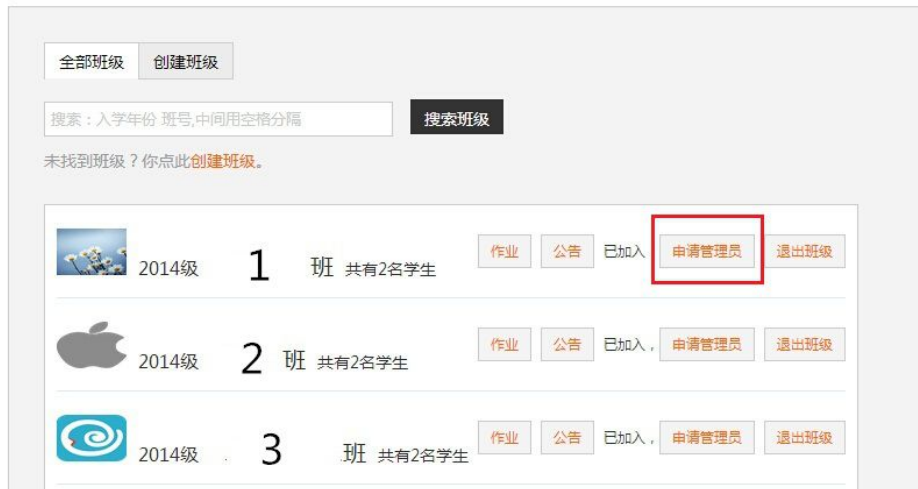 全部班级 创建班级
搜索：入学年份 班号,中间用空格分隔 搜索班级
未找到班级？你点此创建班级。
2014级 1 班 共有2名学生 作业 公告 已加入 申请管理员 退出班级
2014级 2 班 共有2名学生 作业 公告 已加入， 申请管理员 退出班级
2014级 . 3 .班 共有2名学生 作业 公告 已加入， 申请管理员 退出班级